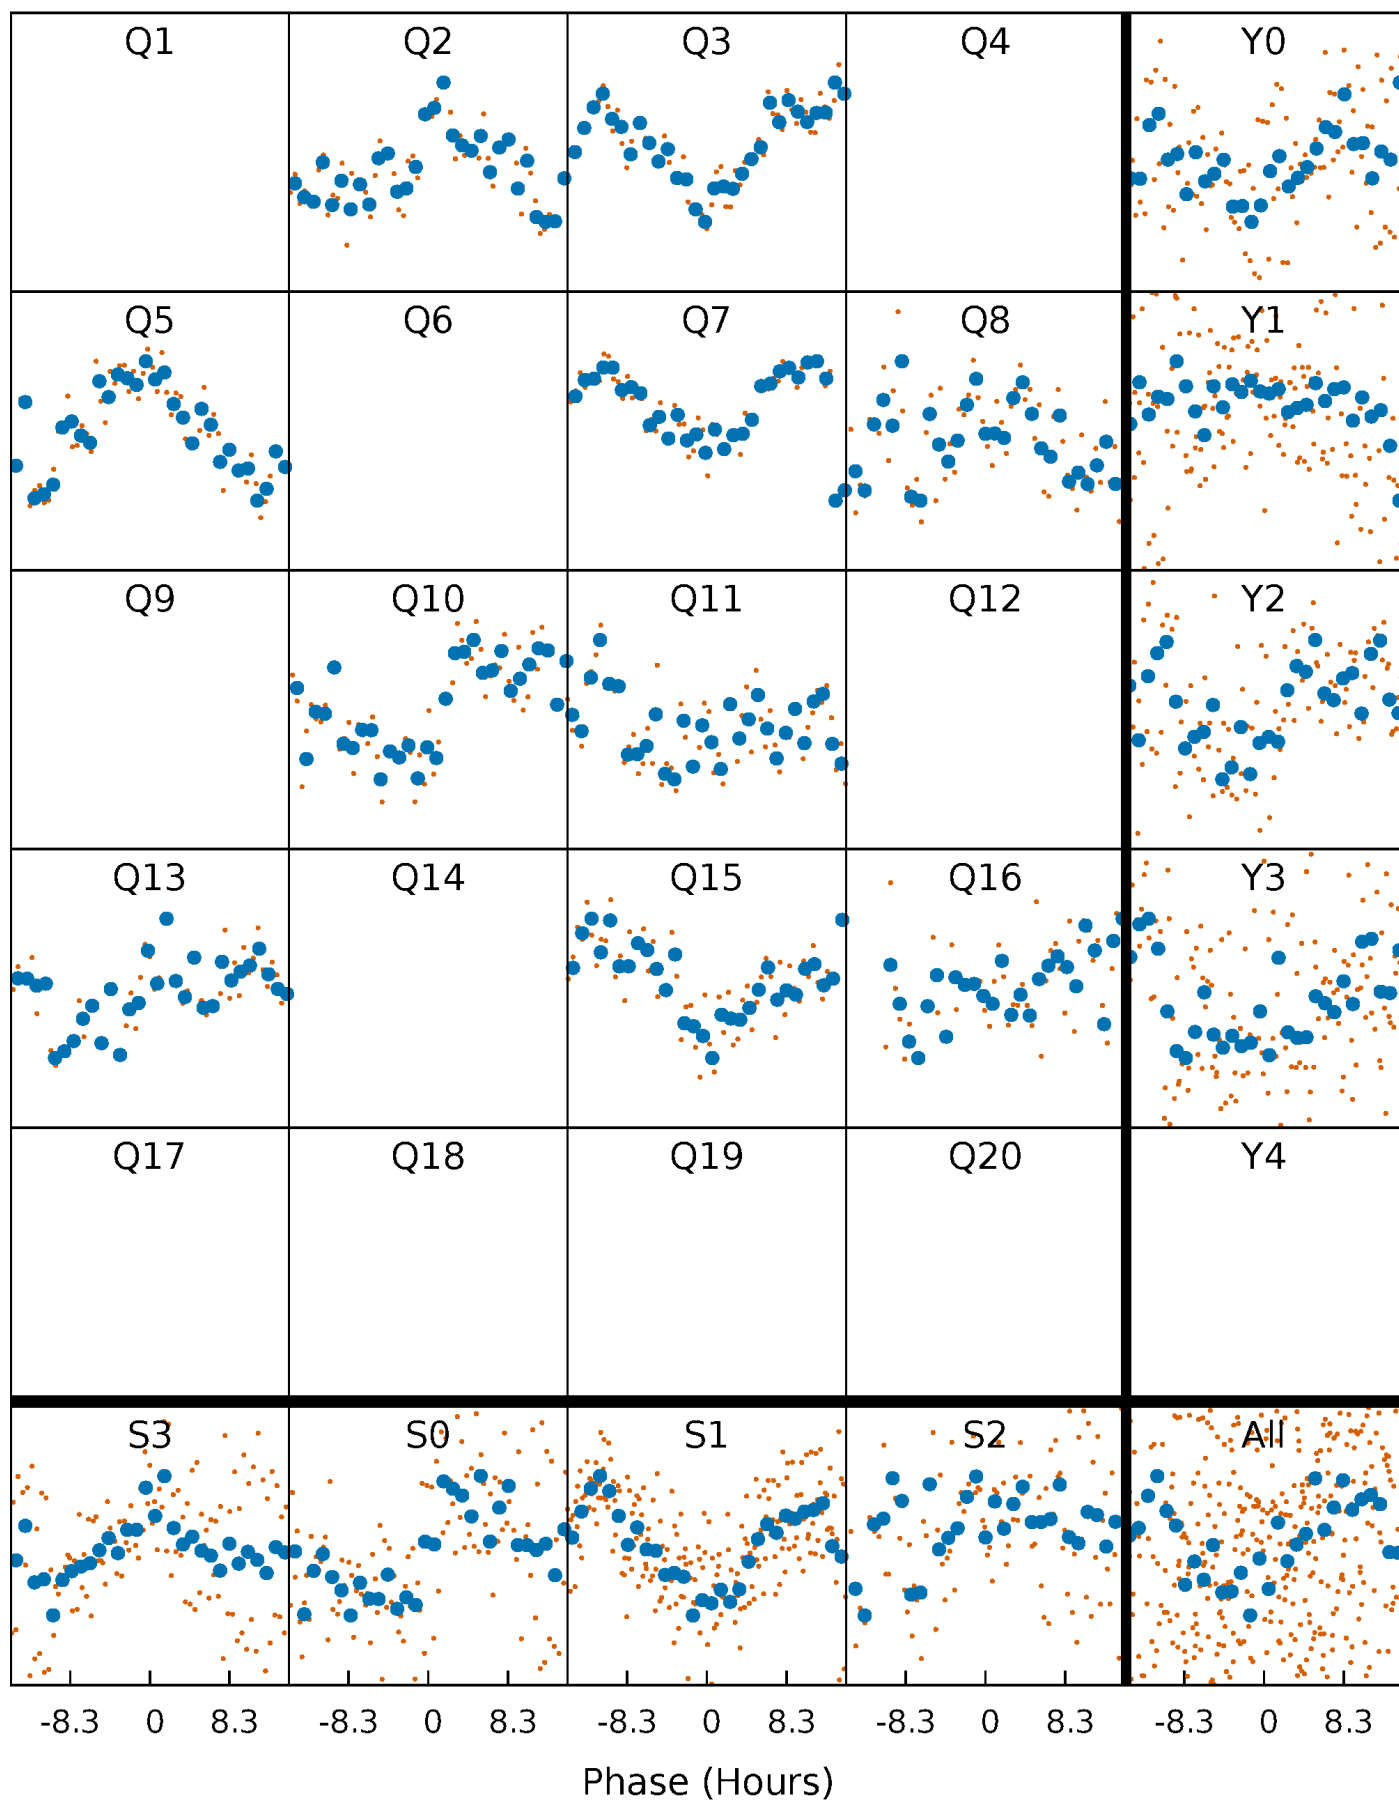 Q1 Q2 Q3 Q4 Y0
Q5 Q6 Q7 Q8 Y1
Q9 Q10 Q11 Q12 Y2
Q13 Q14 Q15 Q16 Y3
Q17 Q18 Q19 Q20 Y4
S3 S0 S1 S2 All
-8.3 0 8.3 -8.3 0 8.3 -8.3 0 8.3 -8.3 0 8.3 -8.3 0 8.3
Phase (Hours)